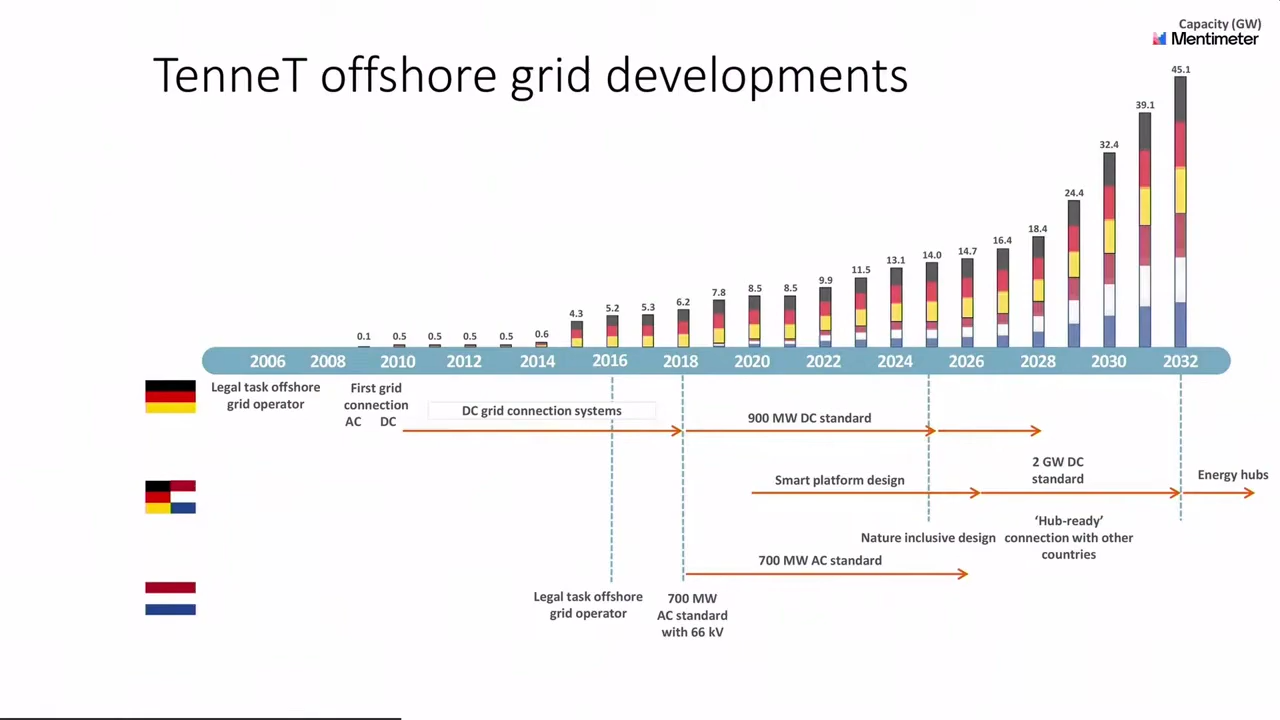 Capacity (GW)
Mentimeter
TenneT offshore grid developments
45.1
39.1
32.4
24.4
18.4
16.4
14.7
14.0
13.1
11.5
9.9
8.5
8.5
7.8
6.2
5.3
5.2
4.3
0.6
0.5
0.5
0.5
0.5
0.1
2006 2008 2010 2012 2014 2016 2018 2020 2022 2024 2026 2028 2030 2032
Legal task offshore
grid operator
First grid
connection
AC DC
DC grid connection systems
900 MW DC standard
Smart platform design
2 GW DC
standard
Energy hubs
Nature inclusive design
‘Hub-ready’
connection with other
countries
700 MW AC standard
Legal task offshore
grid operator
700 MW
AC standard
with 66 kV